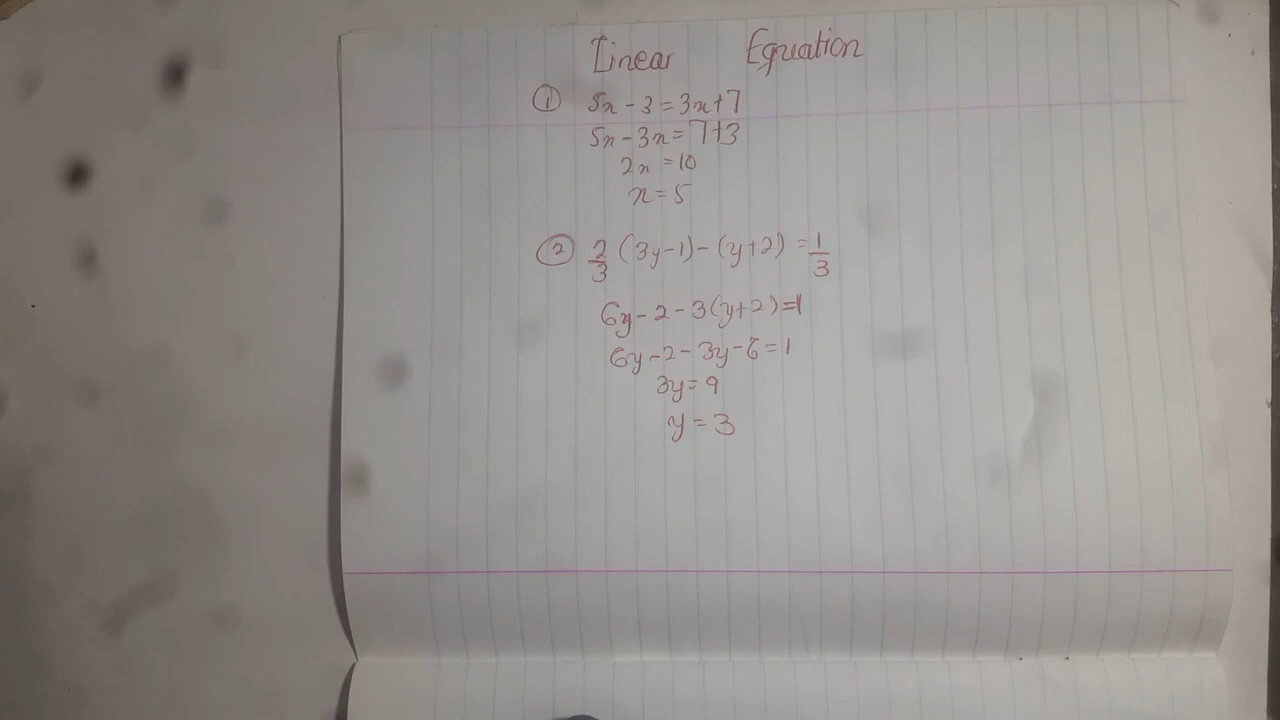 Linear Equation
① 5x - 3 = 3x + 7
5x - 3x = 7 + 3
2x = 10
x = 5
② 2/3 (3y - 1) - (y + 2) = 1/3
6y - 2 - 3(y + 2) = 1
6y - 2 - 3y - 6 = 1
3y = 9
y = 3